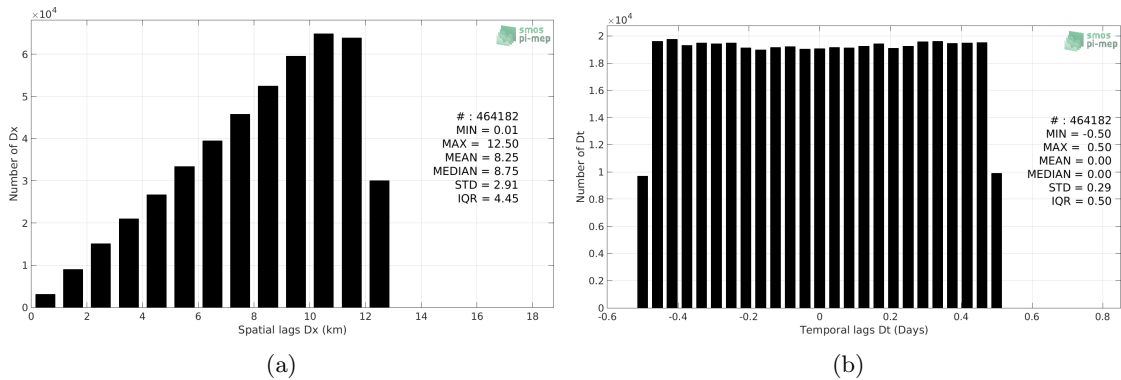 ×10⁴
6
5
4
3
2
1
0
Number of Dx
0 2 4 6 8 10 12 14 16 18
Spatial lags Dx (km)
smos
pi-mep
# : 464182
MIN = 0.01
MAX = 12.50
MEAN = 8.25
MEDIAN = 8.75
STD = 2.91
IQR = 4.45
(a)
×10⁴
2
1.8
1.6
1.4
1.2
1
0.8
0.6
0.4
0.2
0
Number of Dt
-0.6 -0.4 -0.2 0 0.2 0.4 0.6 0.8
Temporal lags Dt (Days)
smos
pi-mep
# : 464182
MIN = -0.50
MAX = 0.50
MEAN = 0.00
MEDIAN = 0.00
STD = 0.29
IQR = 0.50
(b)